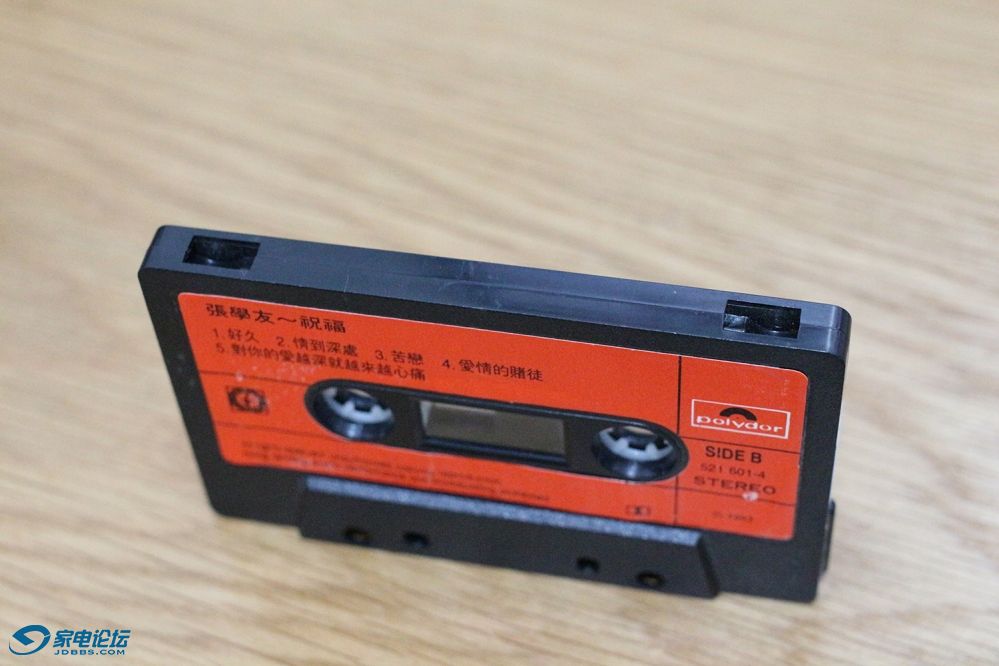 張學友～祝福
1. 好久 2. 情到深處 3. 苦戀 4. 愛情的賭徒
5. 對你的愛越深就越來越心痛
polydor
SIDE B
521 601-4
STEREO
家电论坛
JDBBS.COM